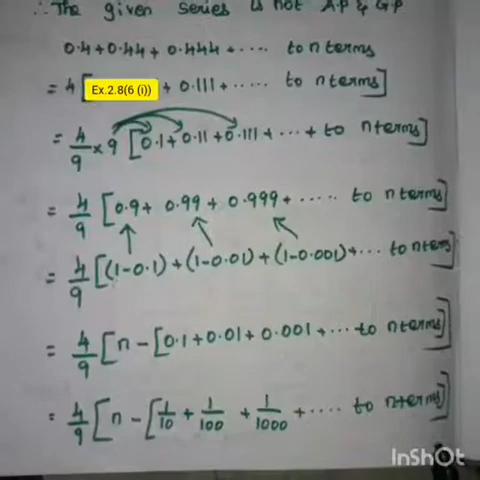 ∴ The given series is not A.P & G.P
0.4+0.44+0.444+.... to n terms
= 4[ Ex.2.8(6 (i)) + 0.111+..... to n terms]
= 4/9 × 9 [0.1+0.11+0.111+...+ to n terms]
= 4/9 [0.9+ 0.99 + 0.999+ ..... to n terms]
= 4/9 [(1-0.1)+(1-0.01)+(1-0.001)+... to n terms]
= 4/9 [n - [0.1+0.01+0.001+... to n terms]]
= 4/9 [n - [1/10 + 1/100 + 1/1000 + .... to n terms]]
InShOt